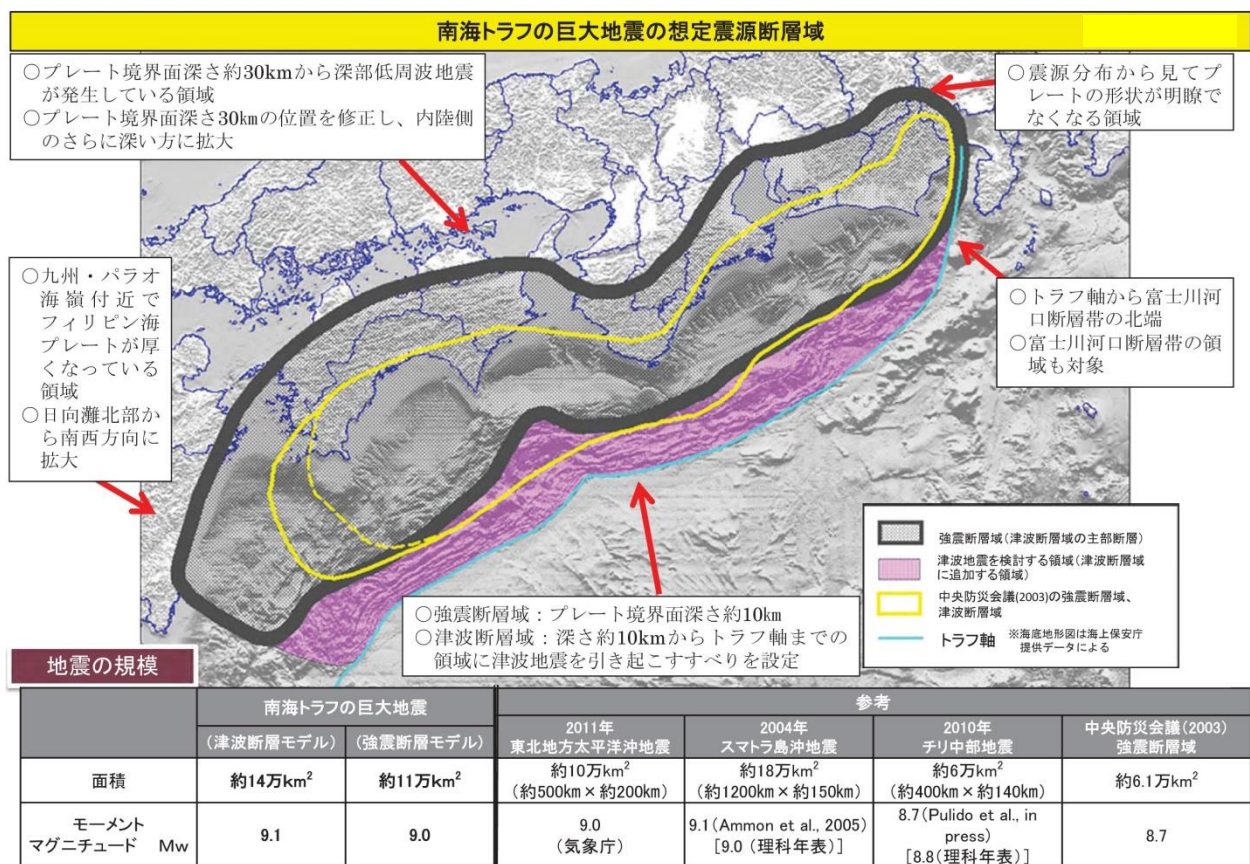 南海トラフの巨大地震の想定震源断層域
○プレート境界面深さ約30kmから深部低周波地震
が発生している領域
○プレート境界面深さ30kmの位置を修正し、内陸側
のさらに深い方に拡大
○震源分布から見てプ
レートの形状が明瞭で
なくなる領域
○九州・パラオ
海嶺付近で
フィリピン海
プレートが厚
くなっている
領域
○日向灘北部か
ら南西方向に
拡大
○トラフ軸から富士川河
口断層帯の北端
○富士川河口断層帯の領
域も対象
○強震断層域：プレート境界面深さ約10km
○津波断層域：深さ約10kmからトラフ軸までの
領域に津波地震を引き起こすすべりを設定
強震断層域(津波断層域の主部断層)
津波地震を検討する領域(津波断層域
に追加する領域)
中央防災会議(2003)の強震断層域、
津波断層域
トラフ軸 ※海底地形図は海上保安庁
提供データによる
地震の規模
南海トラフの巨大地震 参考
(津波断層モデル) (強震断層モデル) 2011年 2004年 2010年 中央防災会議(2003)
東北地方太平洋沖地震 スマトラ島沖地震 チリ中部地震 強震断層域
面積 約14万km² 約11万km² 約10万km² 約18万km² 約6万km² 約6.1万km²
(約500km×約200km) (約1200km×約150km) (約400km×約140km)
モーメント
マグニチュード Mw 9.1 9.0 9.0 9.1(Ammon et al., 2005) 8.7(Pulido et al., in 8.7
(気象庁) [9.0 (理科年表)] press)
[8.8(理科年表)]